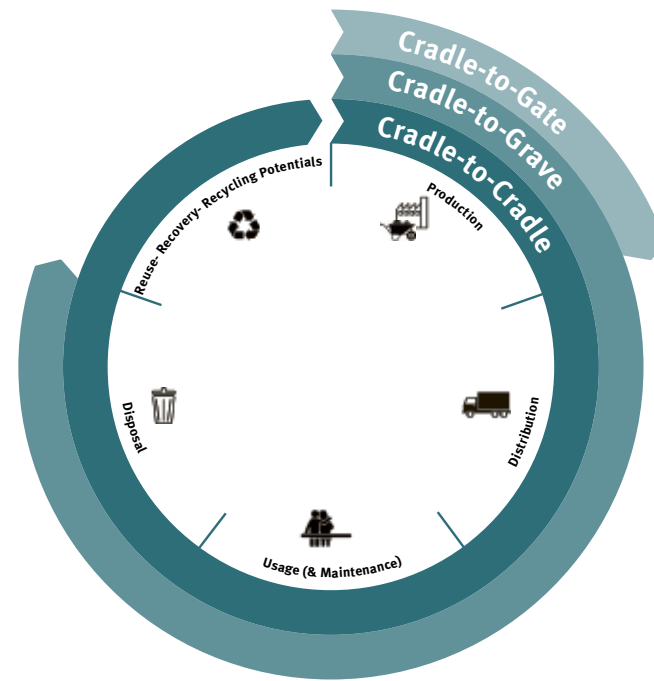 Cradle-to-Gate
Cradle-to-Grave
Cradle-to-Cradle
Production
Distribution
Usage (& Maintenance)
Disposal
Reuse- Recovery- Recycling Potentials